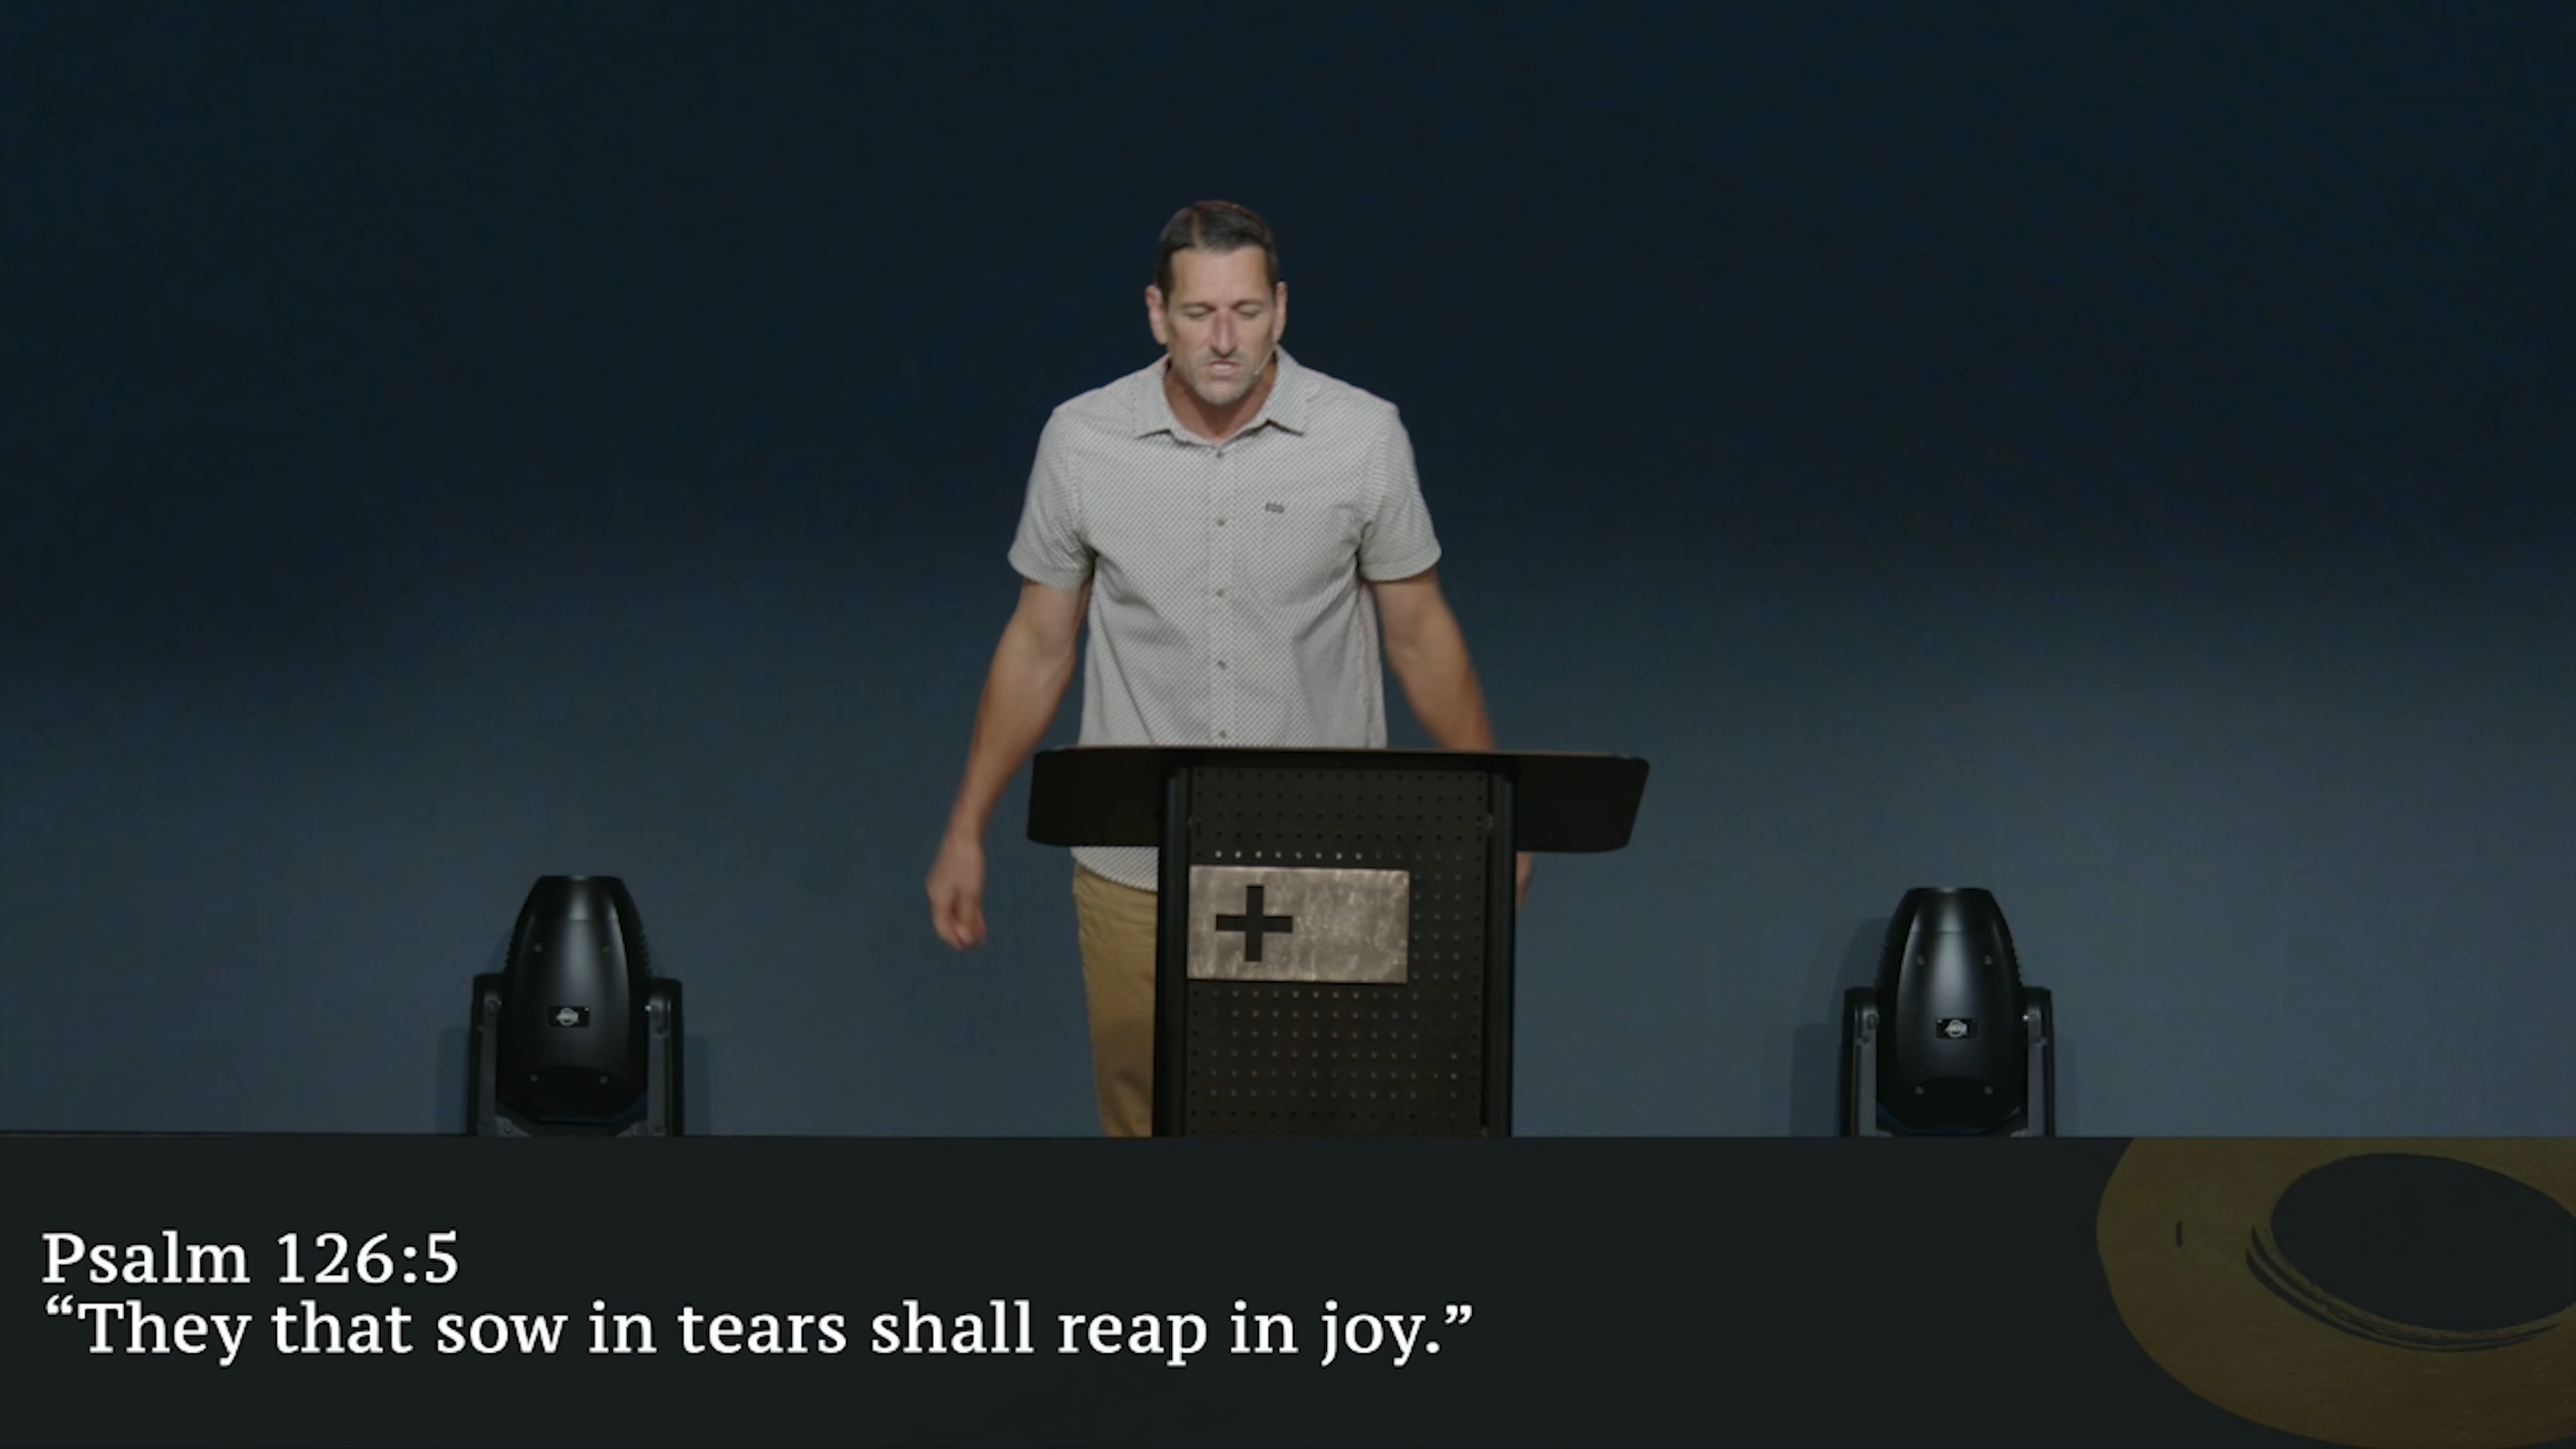 Psalm 126:5
“They that sow in tears shall reap in joy.”